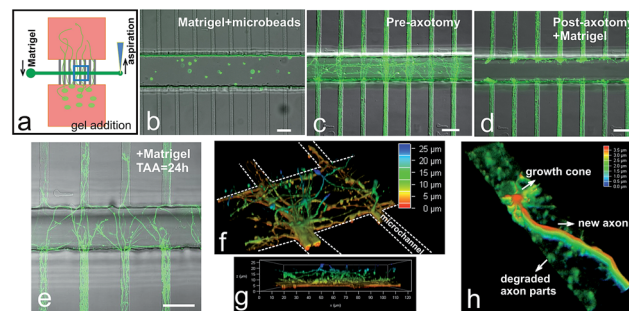 Matrigel
aspiration
gel addition
a
Matrigel+microbeads
b
Pre-axotomy
c
Post-axotomy
+Matrigel
d
+Matrigel
TAA=24h
e
25 µm
20 µm
15 µm
10 µm
5 µm
0 µm
microchannel
f
g
growth cone
new axon
degraded
axon parts
h